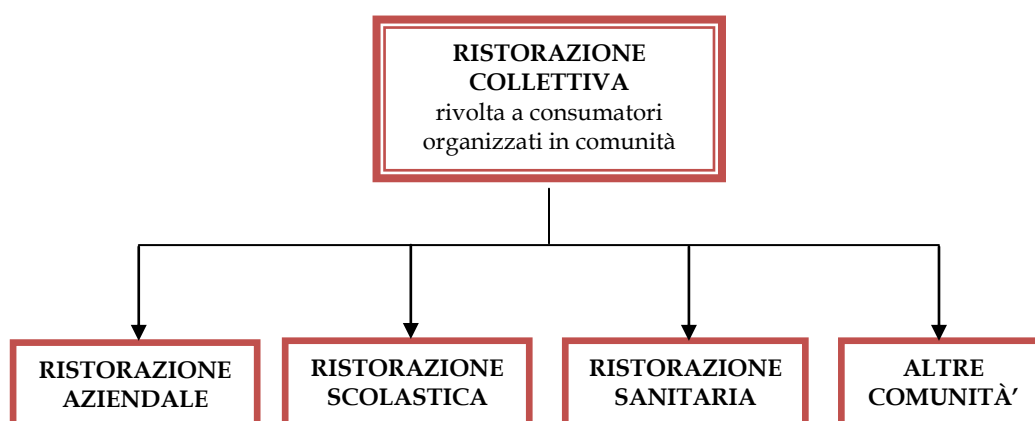 RISTORAZIONE
COLLETTIVA
rivolta a consumatori
organizzati in comunità
RISTORAZIONE
AZIENDALE
RISTORAZIONE
SCOLASTICA
RISTORAZIONE
SANITARIA
ALTRE
COMUNITÀ’